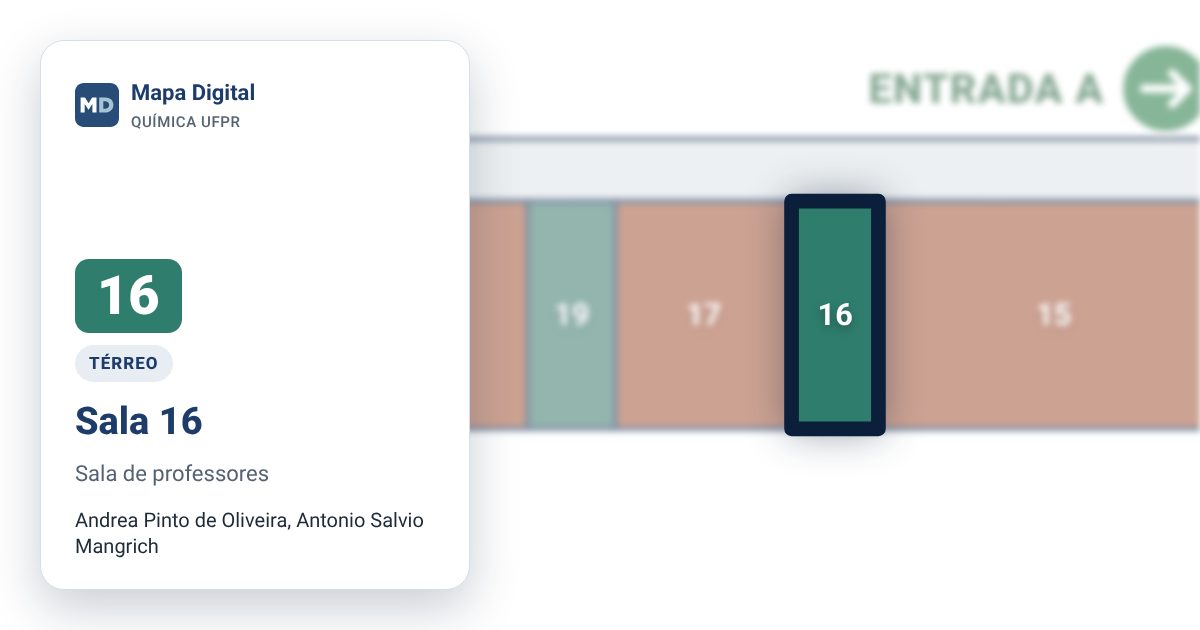 MD
Mapa Digital
QUÍMICA UFPR
16
TÉRREO
Sala 16
Sala de professores
Andrea Pinto de Oliveira, Antonio Salvio
Mangrich
ENTRADA A
19
17
16
15